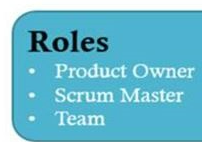 Roles
• Product Owner
• Scrum Master
• Team